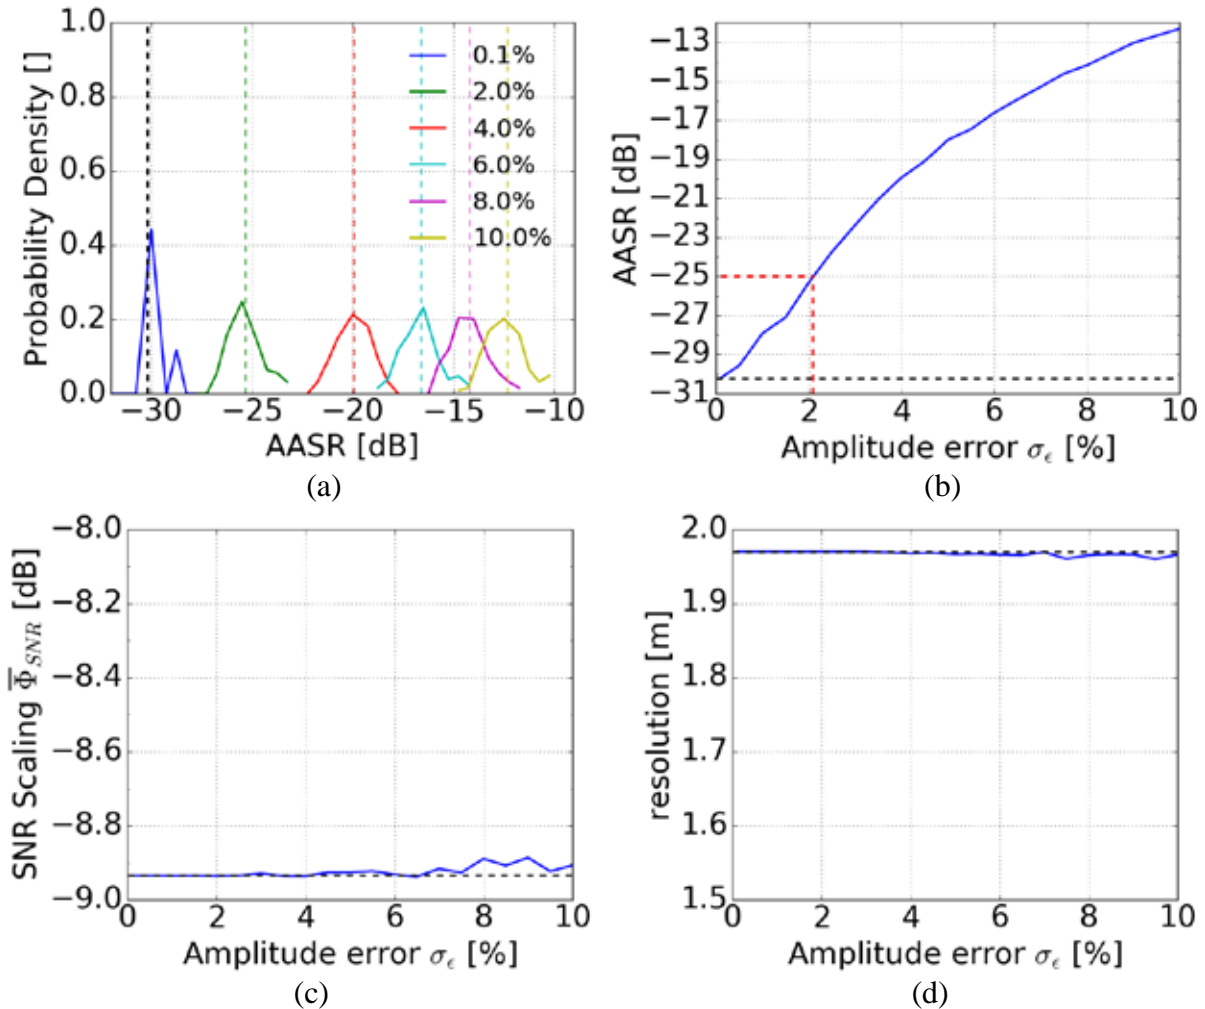 1.0
0.8
0.6
0.4
0.2
0.0
Probability Density []
0.1%
2.0%
4.0%
6.0%
8.0%
10.0%
−30 −25 −20 −15 −10
AASR [dB]
(a)
−13
−15
−17
−19
−21
−23
−25
−27
−29
−31
AASR [dB]
0 2 4 6 8 10
Amplitude error σϵ [%]
(b)
−8.0
−8.2
−8.4
−8.6
−8.8
−9.0
SNR Scaling Φ̅SNR [dB]
0 2 4 6 8 10
Amplitude error σϵ [%]
(c)
2.0
1.9
1.8
1.7
1.6
1.5
resolution [m]
0 2 4 6 8 10
Amplitude error σϵ [%]
(d)